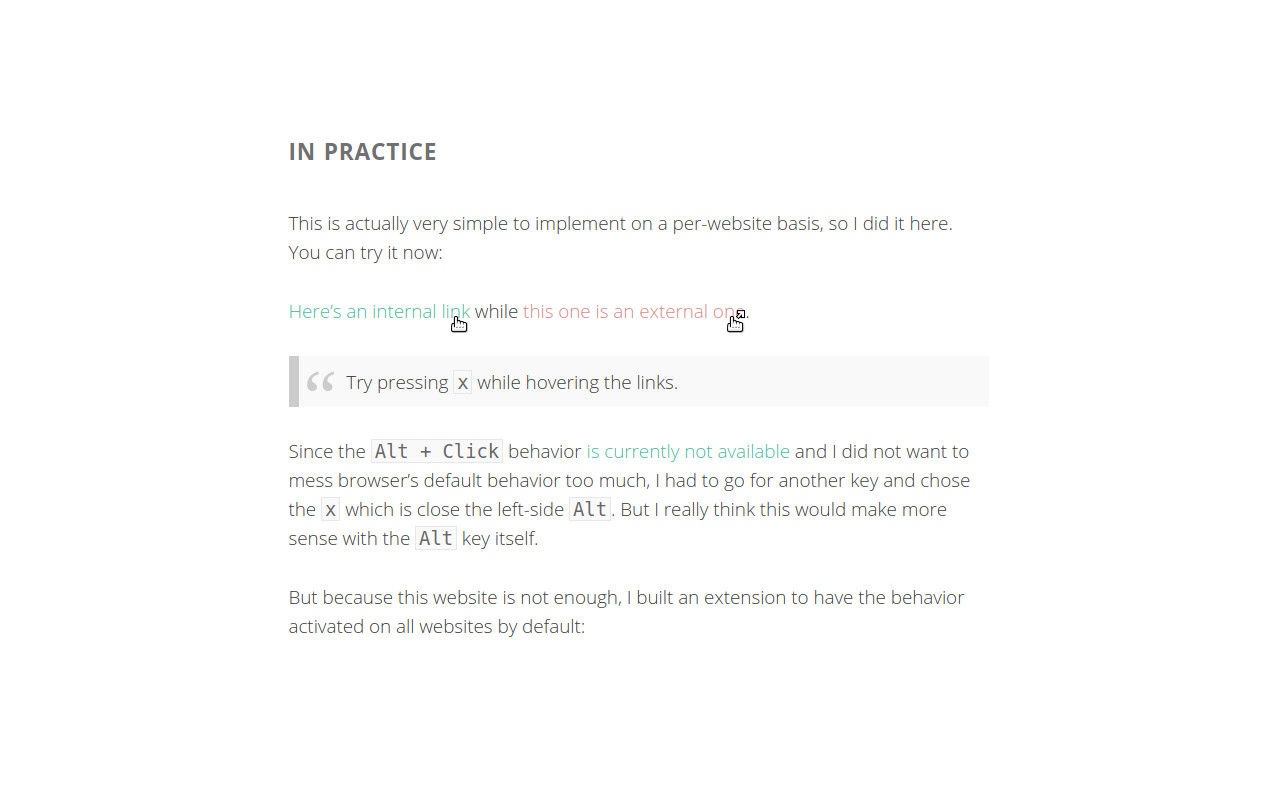 IN PRACTICE
This is actually very simple to implement on a per-website basis, so I did it here.
You can try it now:
Here’s an internal link while this one is an external one.
“ Try pressing x while hovering the links.
Since the Alt + Click behavior is currently not available and I did not want to
mess browser’s default behavior too much, I had to go for another key and chose
the x which is close the left-side Alt. But I really think this would make more
sense with the Alt key itself.
But because this website is not enough, I built an extension to have the behavior
activated on all websites by default: